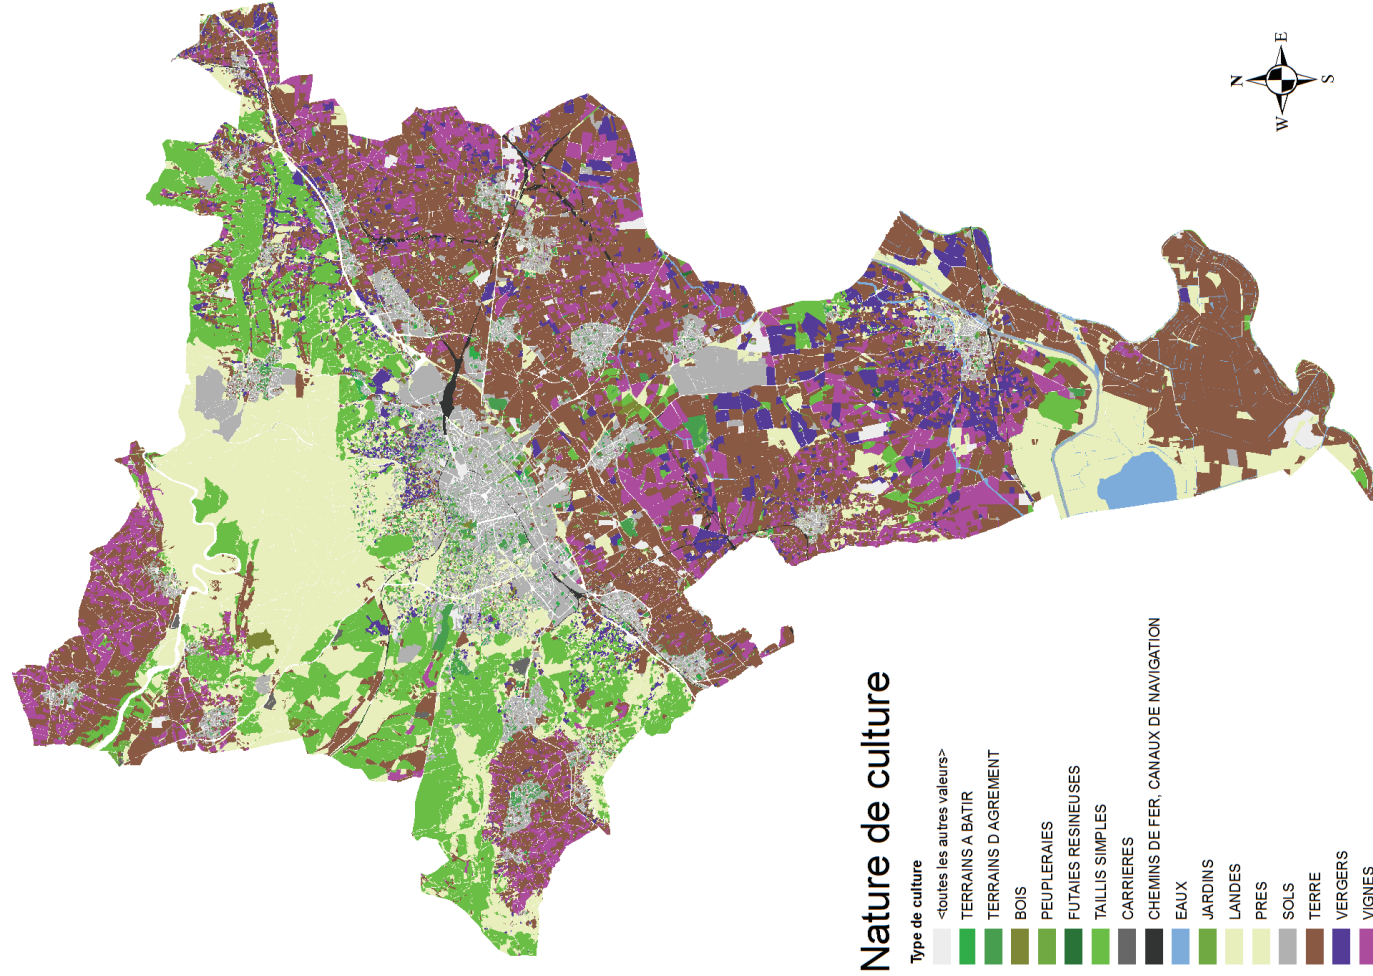 N
E
W
S
Nature de culture
Type de culture
<toutes les autres valeurs>
TERRAINS A BATIR
TERRAINS D AGREMENT
BOIS
PEUPLERAIES
FUTAIES RESINEUSES
TAILLIS SIMPLES
CARRIERES
CHEMINS DE FER, CANAUX DE NAVIGATION
EAUX
JARDINS
LANDES
PRES
SOLS
TERRE
VERGERS
VIGNES